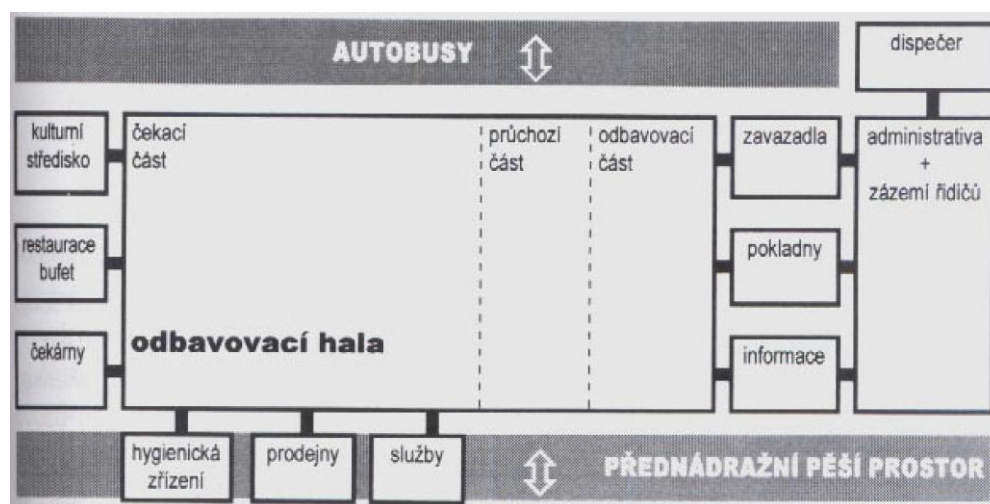 AUTOBUSY
dispečer
kulturní
středisko
čekací
část
průchozí
část
odbavovací
část
zavazadla
administrativa
+
zázemí řidičů
restaurace
bufet
pokladny
odbavovací hala
čekárny
informace
hygienická
zřízení
prodejny
služby
PŘEDNÁDRAŽNÍ PĚŠÍ PROSTOR